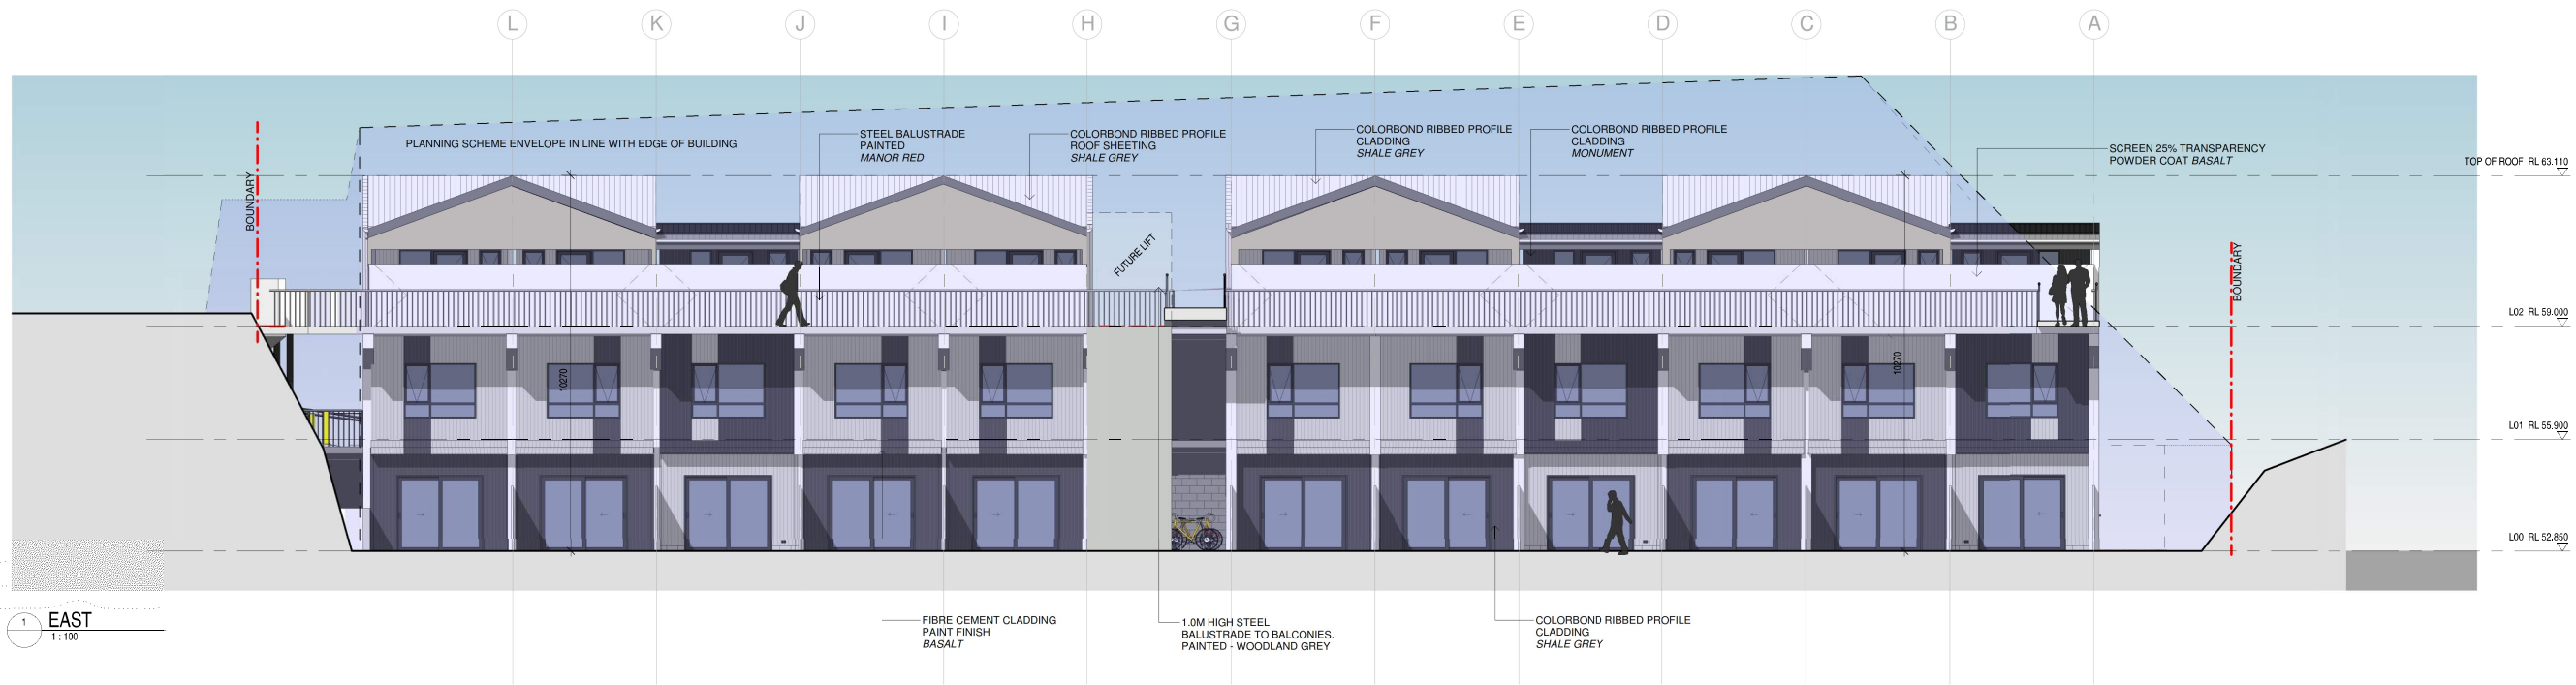 L K J I H G F E D C B A
PLANNING SCHEME ENVELOPE IN LINE WITH EDGE OF BUILDING
STEEL BALUSTRADE
PAINTED
MANOR RED
COLORBOND RIBBED PROFILE
ROOF SHEETING
SHALE GREY
COLORBOND RIBBED PROFILE
CLADDING
SHALE GREY
COLORBOND RIBBED PROFILE
CLADDING
MONUMENT
SCREEN 25% TRANSPARENCY
POWDER COAT BASALT
TOP OF ROOF RL 63.110
BOUNDARY
FUTURE LIFT
BOUNDARY
L02 RL 59.000
10270
10270
L01 RL 55.900
L00 RL 52.850
1 EAST
1 : 100
FIBRE CEMENT CLADDING
PAINT FINISH
BASALT
1.0M HIGH STEEL
BALUSTRADE TO BALCONIES.
PAINTED - WOODLAND GREY
COLORBOND RIBBED PROFILE
CLADDING
SHALE GREY